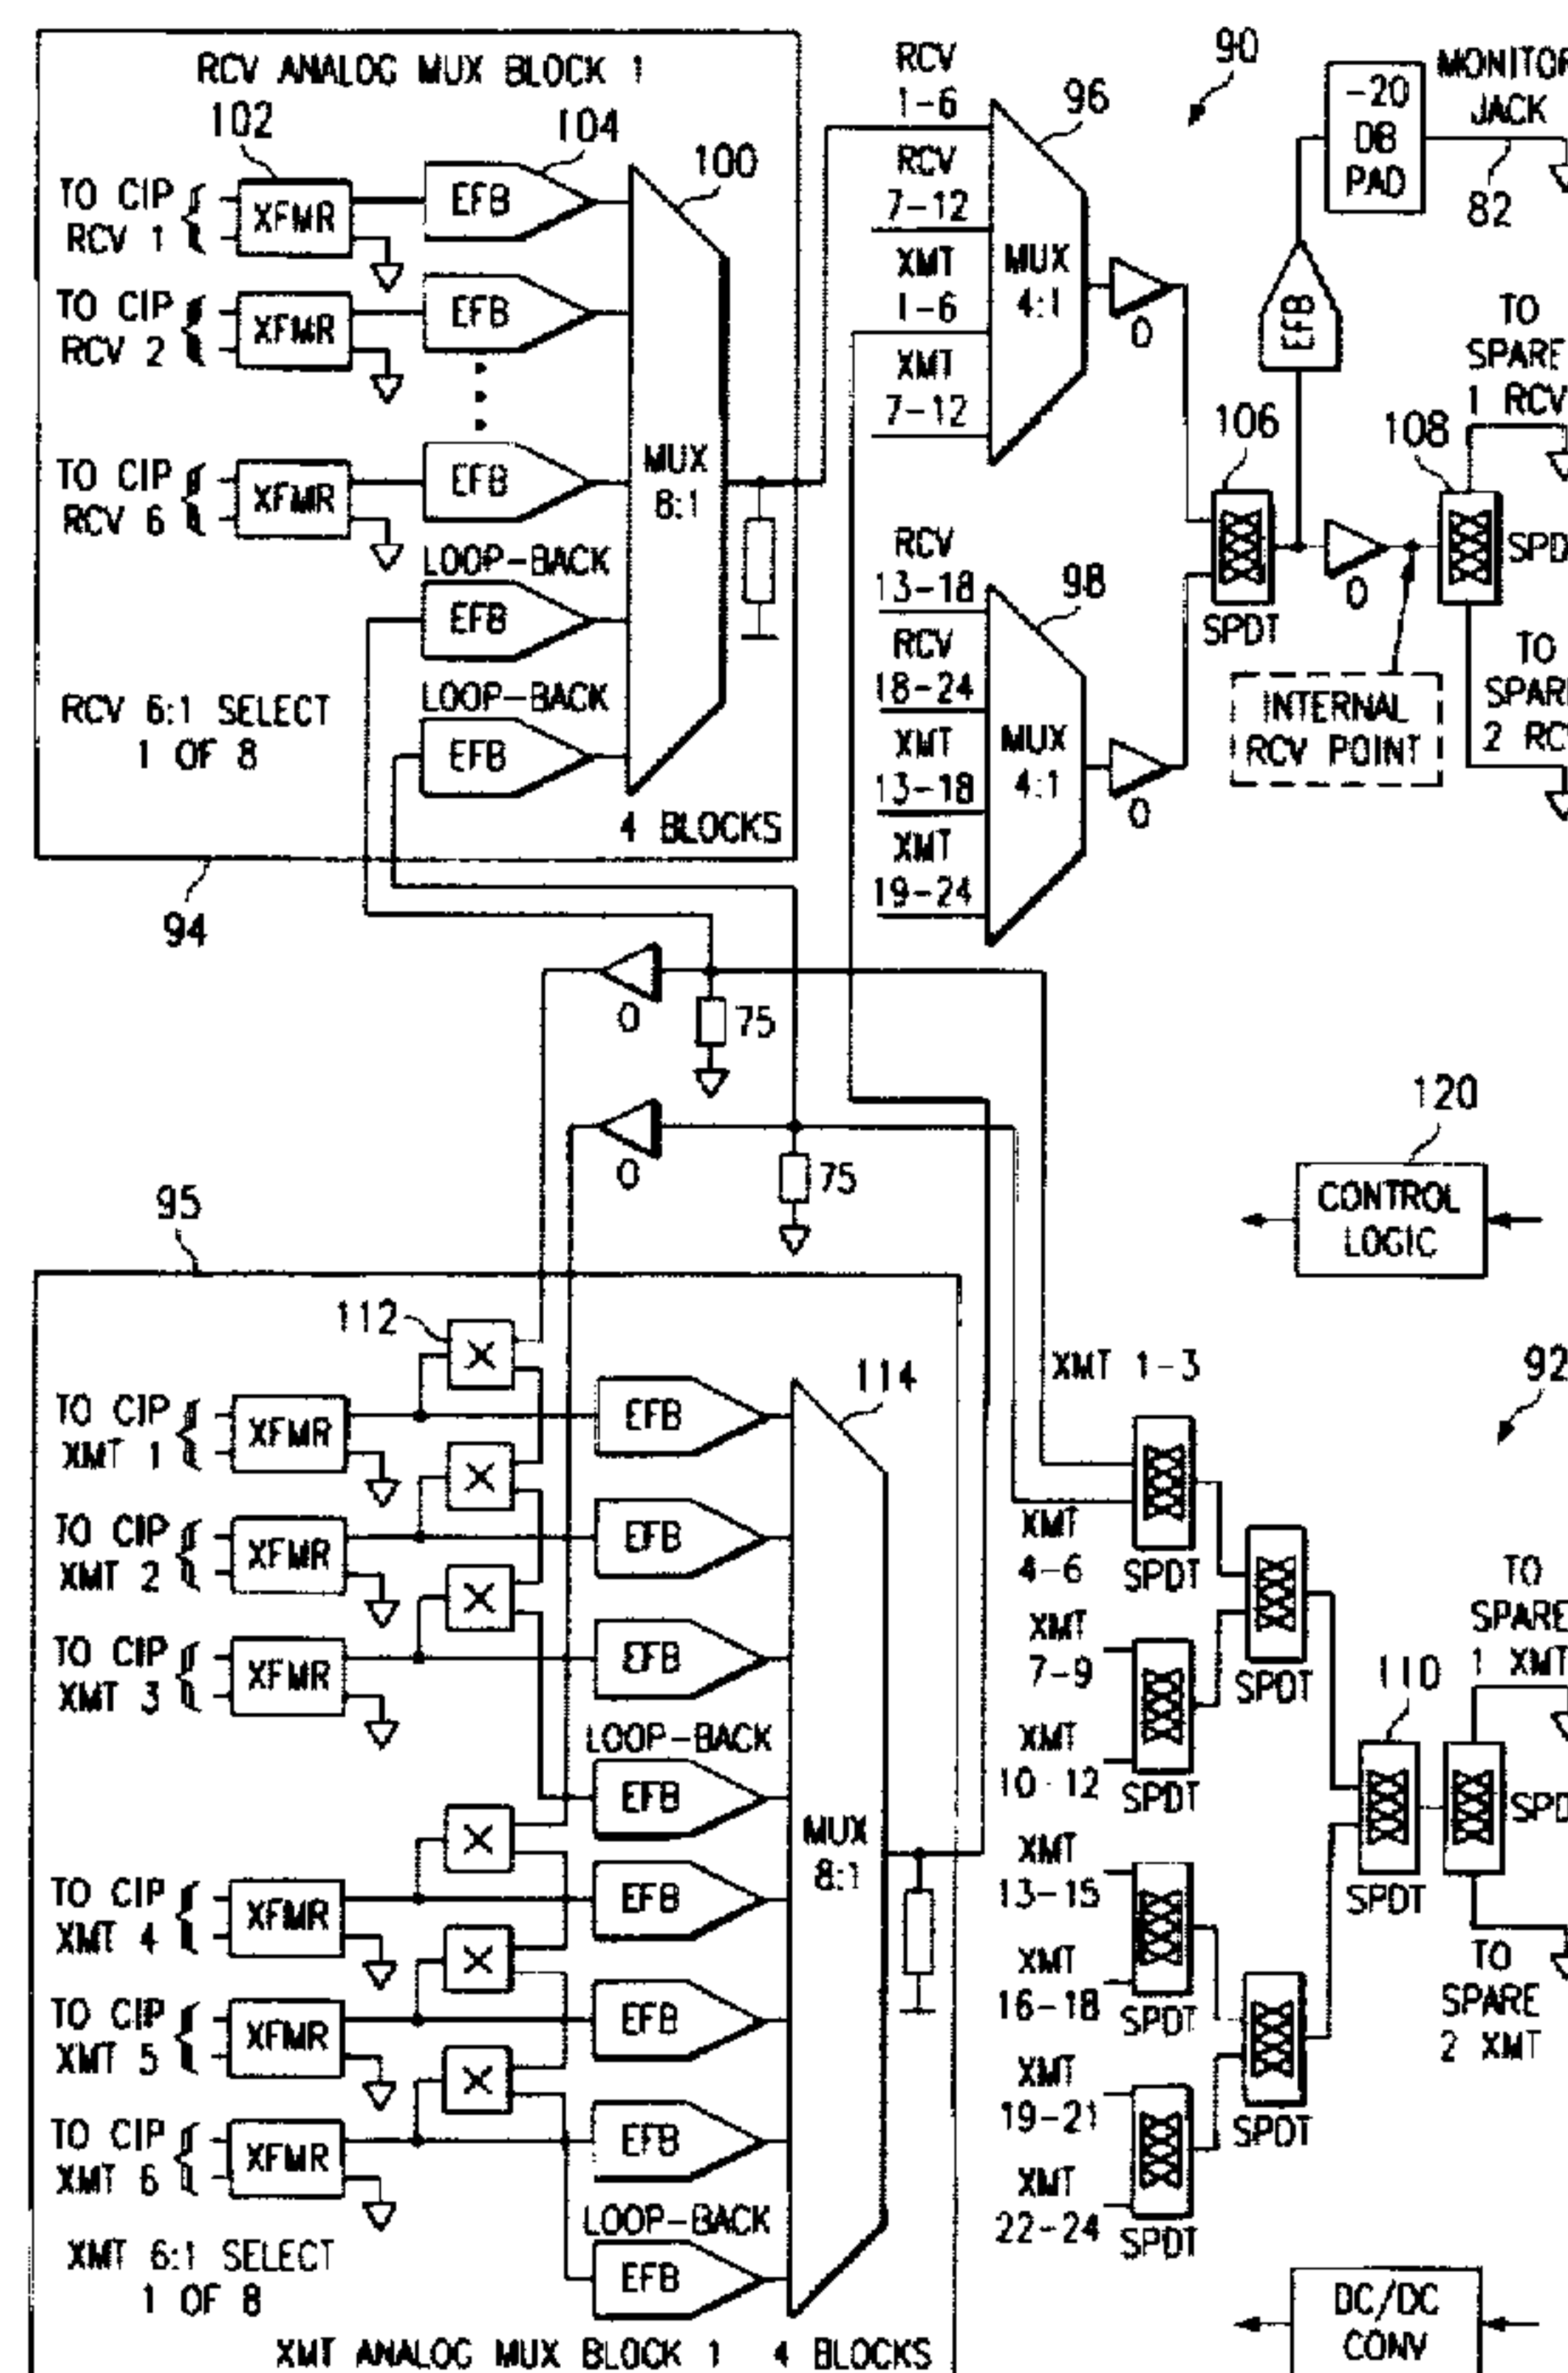 RCV ANALOG MUX BLOCK 1
102
104
100
TO CIP
RCV 1
XFMR
EFB
TO CIP
RCV 2
XFMR
EFB
TO CIP
RCV 6
XFMR
EFB
MUX
8:1
LOOP-BACK
EFB
LOOP-BACK
EFB
RCV 6:1 SELECT
1 OF 8
4 BLOCKS
94
RCV
1-6
RCV
7-12
XMT
1-6
XMT
7-12
MUX
4:1
96
0
90
-20
DB
PAD
MONITOR
JACK
82
EFB
TO
SPARE
1 RCV
106
SPDT
0
108
SPD
INTERNAL
RCV POINT
TO
SPARE
2 RCV
RCV
13-18
RCV
18-24
XMT
13-18
XMT
19-24
MUX
4:1
98
0
0
75
0
75
120
CONTROL
LOGIC
95
112
114
TO CIP
XMT 1
XFMR
X
EFB
TO CIP
XMT 2
XFMR
X
EFB
TO CIP
XMT 3
XFMR
X
EFB
LOOP-BACK
EFB
MUX
8:1
TO CIP
XMT 4
XFMR
X
EFB
TO CIP
XMT 5
XFMR
X
EFB
TO CIP
XMT 6
XFMR
X
EFB
LOOP-BACK
EFB
XMT 6:1 SELECT
1 OF 8
XMT ANALOG MUX BLOCK 1 4 BLOCKS
92
XMT 1-3
XMT
4-6
SPDT
XMT
7-9
XMT
10-12
SPDT
SPDT
XMT
13-15
XMT
16-18
SPDT
XMT
19-21
XMT
22-24
SPDT
SPDT
110
SPDT
TO
SPARE
1 XMT
SPD
TO
SPARE
2 XMT
DC/DC
CONV